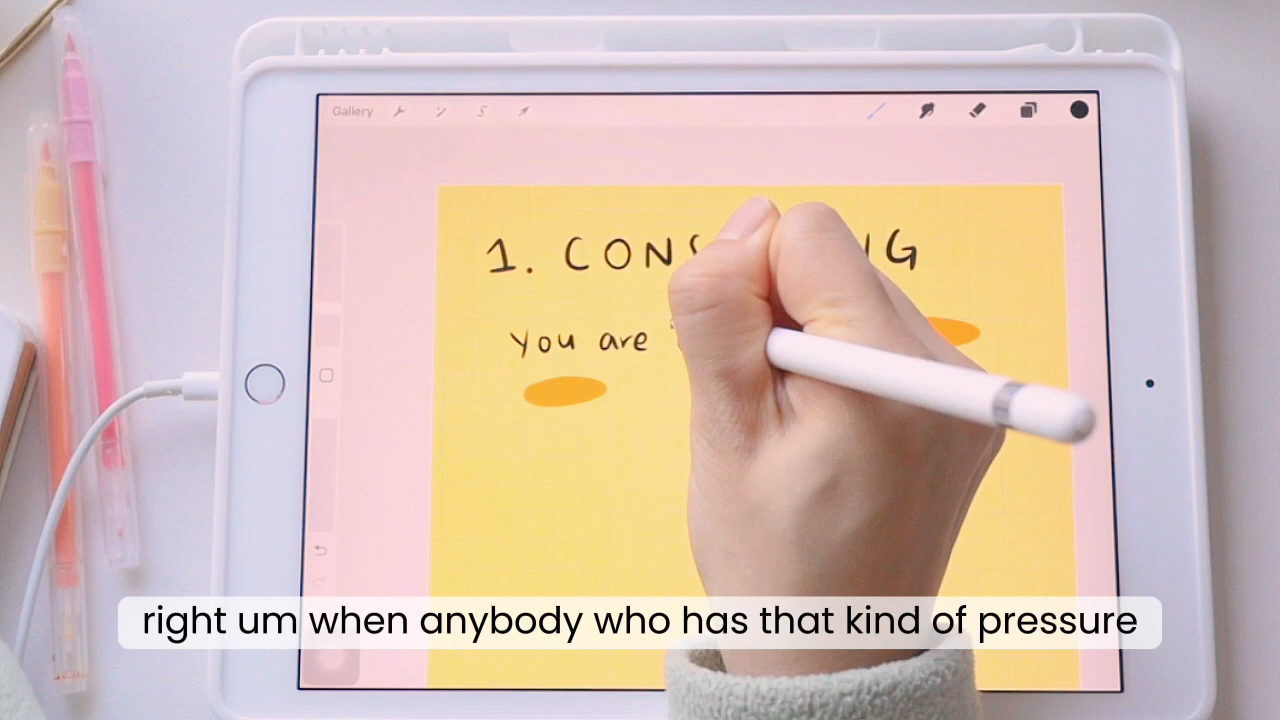 Gallery
1. CONS
G
You are
right um when anybody who has that kind of pressure